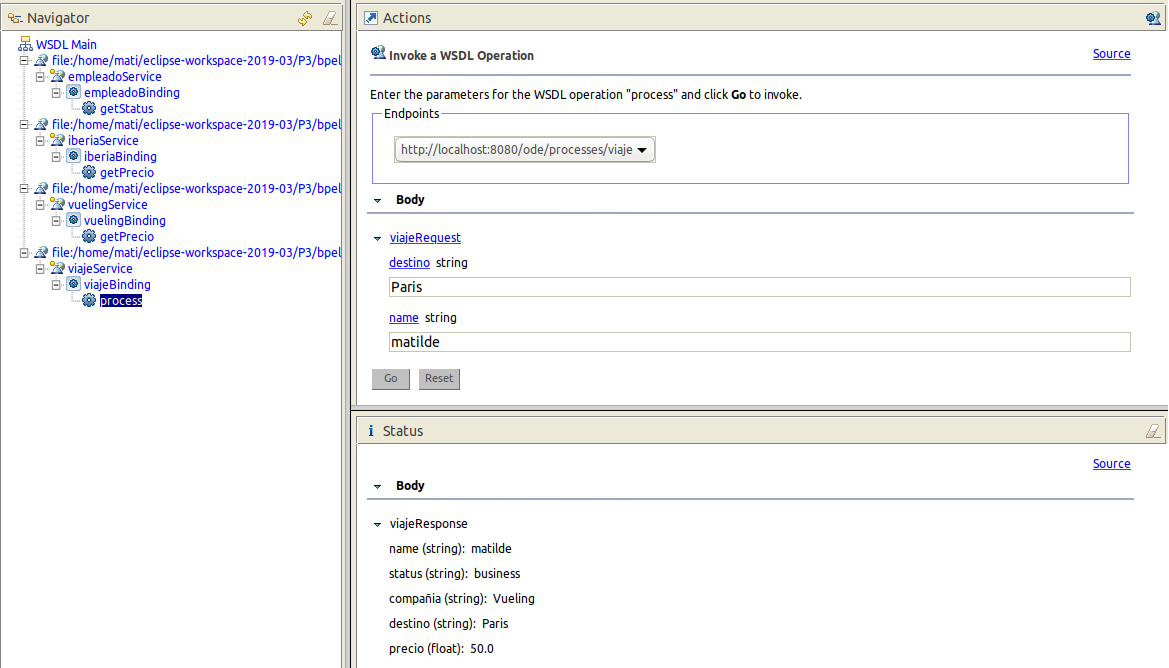 Navigator
WSDL Main
file:/home/mati/eclipse-workspace-2019-03/P3/bpel
empleadoService
empleadoBinding
getStatus
file:/home/mati/eclipse-workspace-2019-03/P3/bpel
iberiaService
iberiaBinding
getPrecio
file:/home/mati/eclipse-workspace-2019-03/P3/bpel
vuelingService
vuelingBinding
getPrecio
file:/home/mati/eclipse-workspace-2019-03/P3/bpel
viajeService
viajeBinding
process
Actions
Invoke a WSDL Operation
Source
Enter the parameters for the WSDL operation "process" and click Go to invoke.
Endpoints
http://localhost:8080/ode/processes/viaje
Body
viajeRequest
destino string
Paris
name string
matilde
Go Reset
i Status
Source
Body
viajeResponse
name (string): matilde
status (string): business
compañia (string): Vueling
destino (string): Paris
precio (float): 50.0